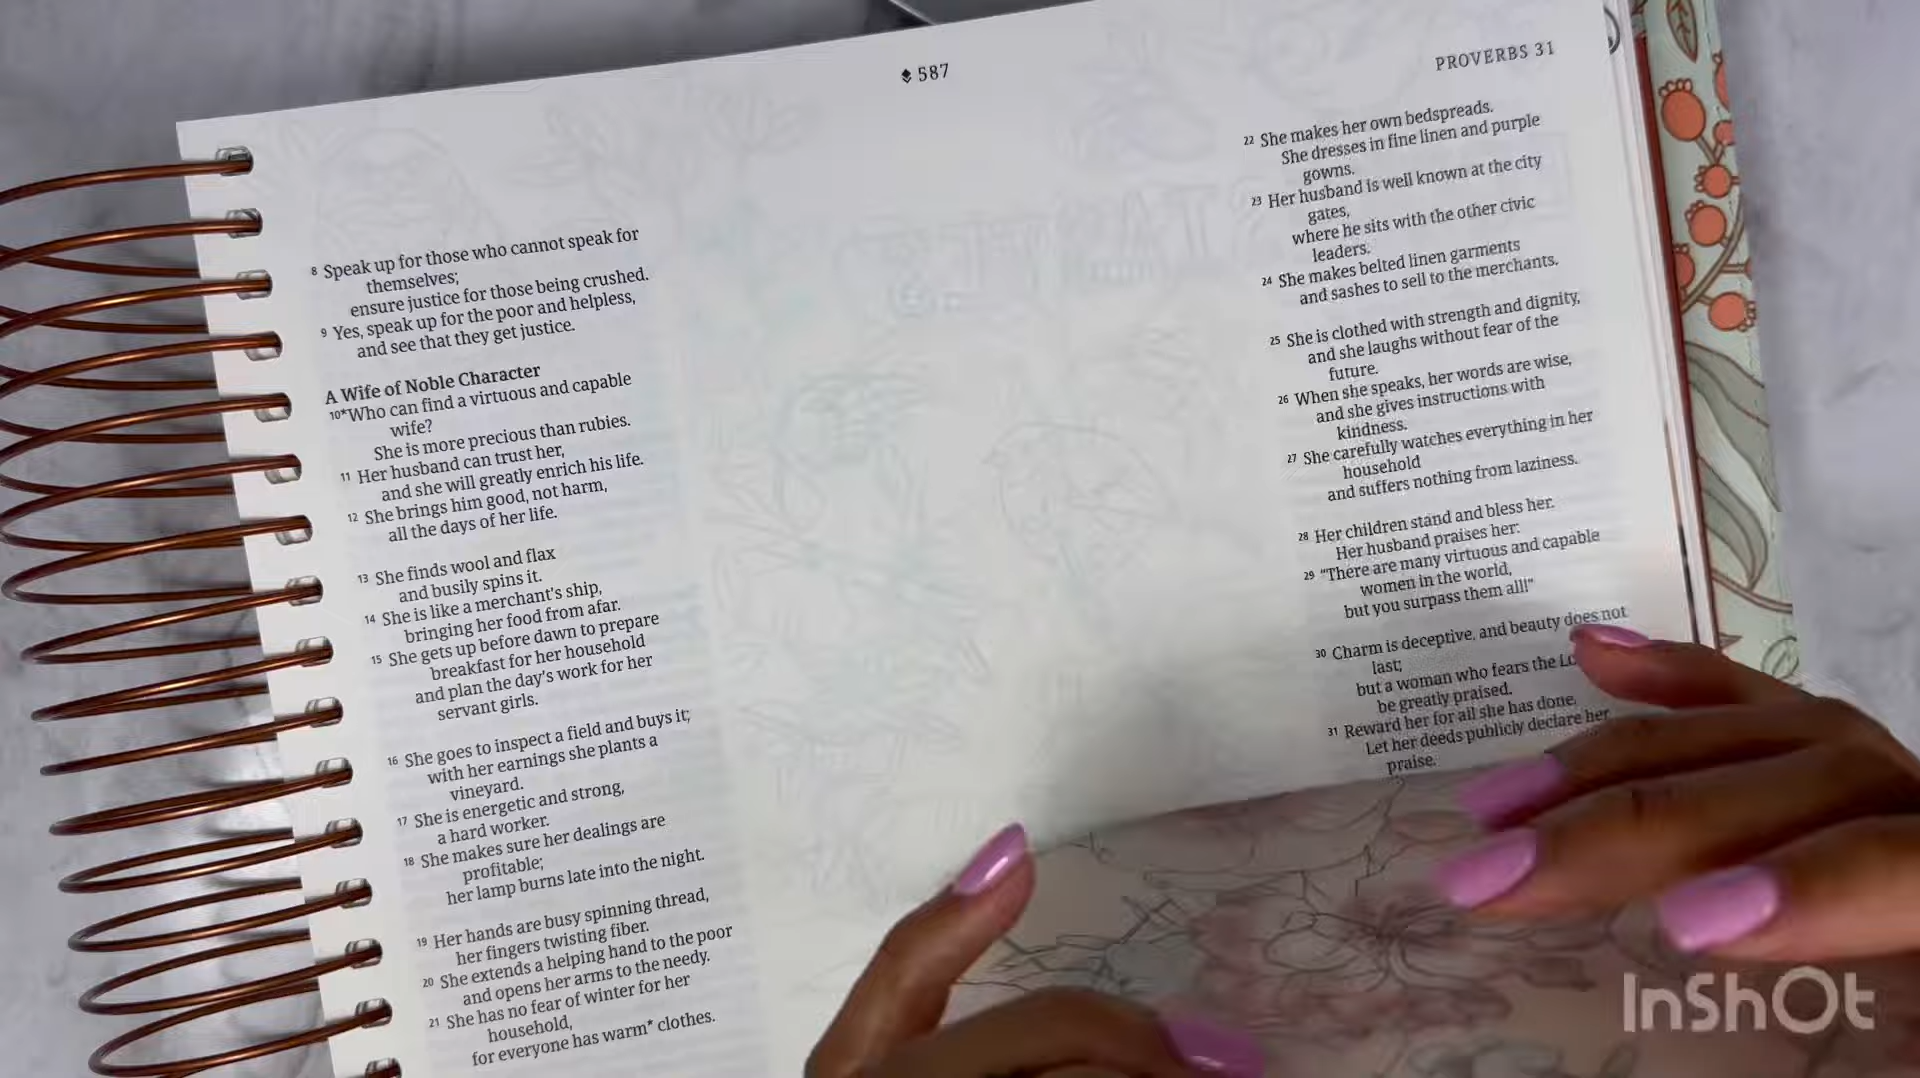 587
PROVERBS 31
8 Speak up for those who cannot speak for
themselves;
ensure justice for those being crushed.
9 Yes, speak up for the poor and helpless,
and see that they get justice.
A Wife of Noble Character
10*Who can find a virtuous and capable
wife?
She is more precious than rubies.
11 Her husband can trust her,
and she will greatly enrich his life.
12 She brings him good, not harm,
all the days of her life.
13 She finds wool and flax
and busily spins it.
14 She is like a merchant's ship,
bringing her food from afar.
15 She gets up before dawn to prepare
breakfast for her household
and plan the day's work for her
servant girls.
16 She goes to inspect a field and buys it;
with her earnings she plants a
vineyard.
17 She is energetic and strong,
a hard worker.
18 She makes sure her dealings are
profitable;
her lamp burns late into the night.
19 Her hands are busy spinning thread,
her fingers twisting fiber.
20 She extends a helping hand to the poor
and opens her arms to the needy.
21 She has no fear of winter for her
household,
for everyone has warm* clothes.
22 She makes her own bedspreads.
She dresses in fine linen and purple
gowns.
23 Her husband is well known at the city
gates,
where he sits with the other civic
leaders.
24 She makes belted linen garments
and sashes to sell to the merchants.
25 She is clothed with strength and dignity,
and she laughs without fear of the
future.
26 When she speaks, her words are wise,
and she gives instructions with
kindness.
27 She carefully watches everything in her
household
and suffers nothing from laziness.
28 Her children stand and bless her.
Her husband praises her:
29 "There are many virtuous and capable
women in the world,
but you surpass them all!"
30 Charm is deceptive, and beauty does not
last;
but a woman who fears the
be greatly praised.
31 Reward her for all she has done.
Let her deeds publicly declare her
praise.
InShOt